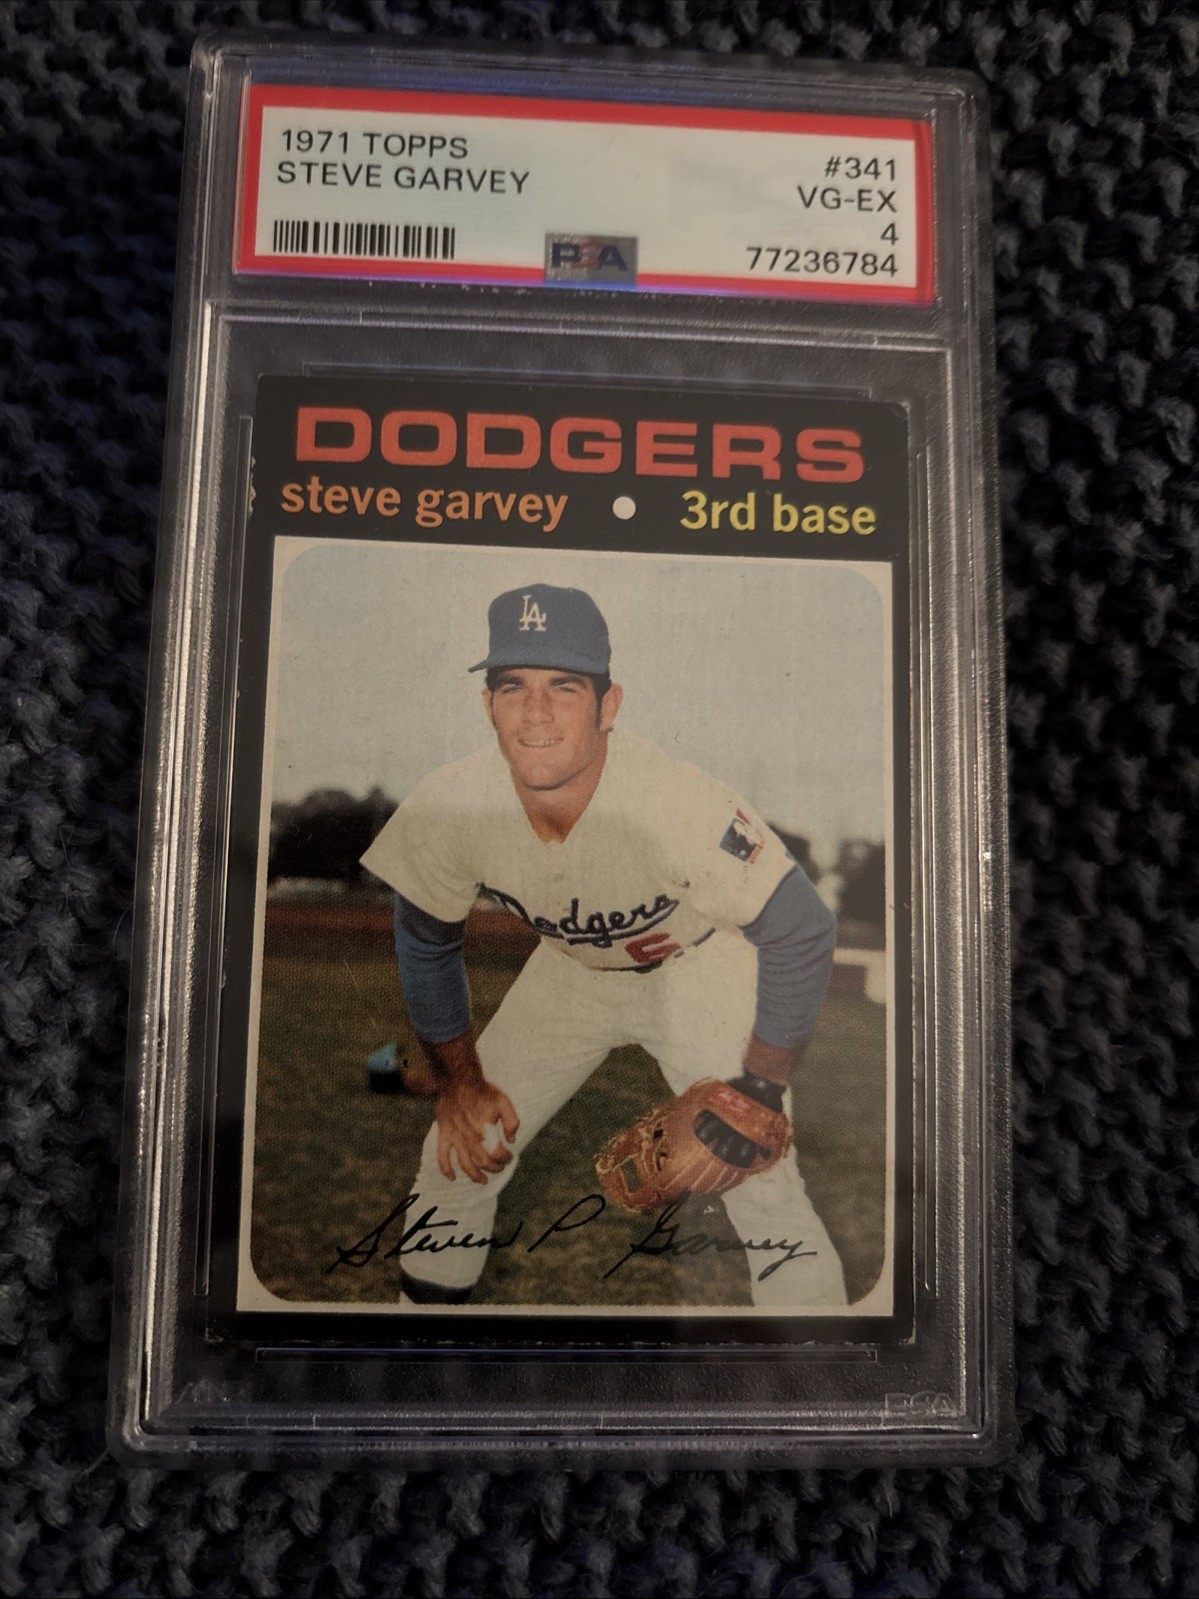 1971 TOPPS
STEVE GARVEY
#341
VG-EX
4
77236784
PSA
DODGERS
steve garvey • 3rd base
LA
Dodgers
Steven P Garvey
PSA